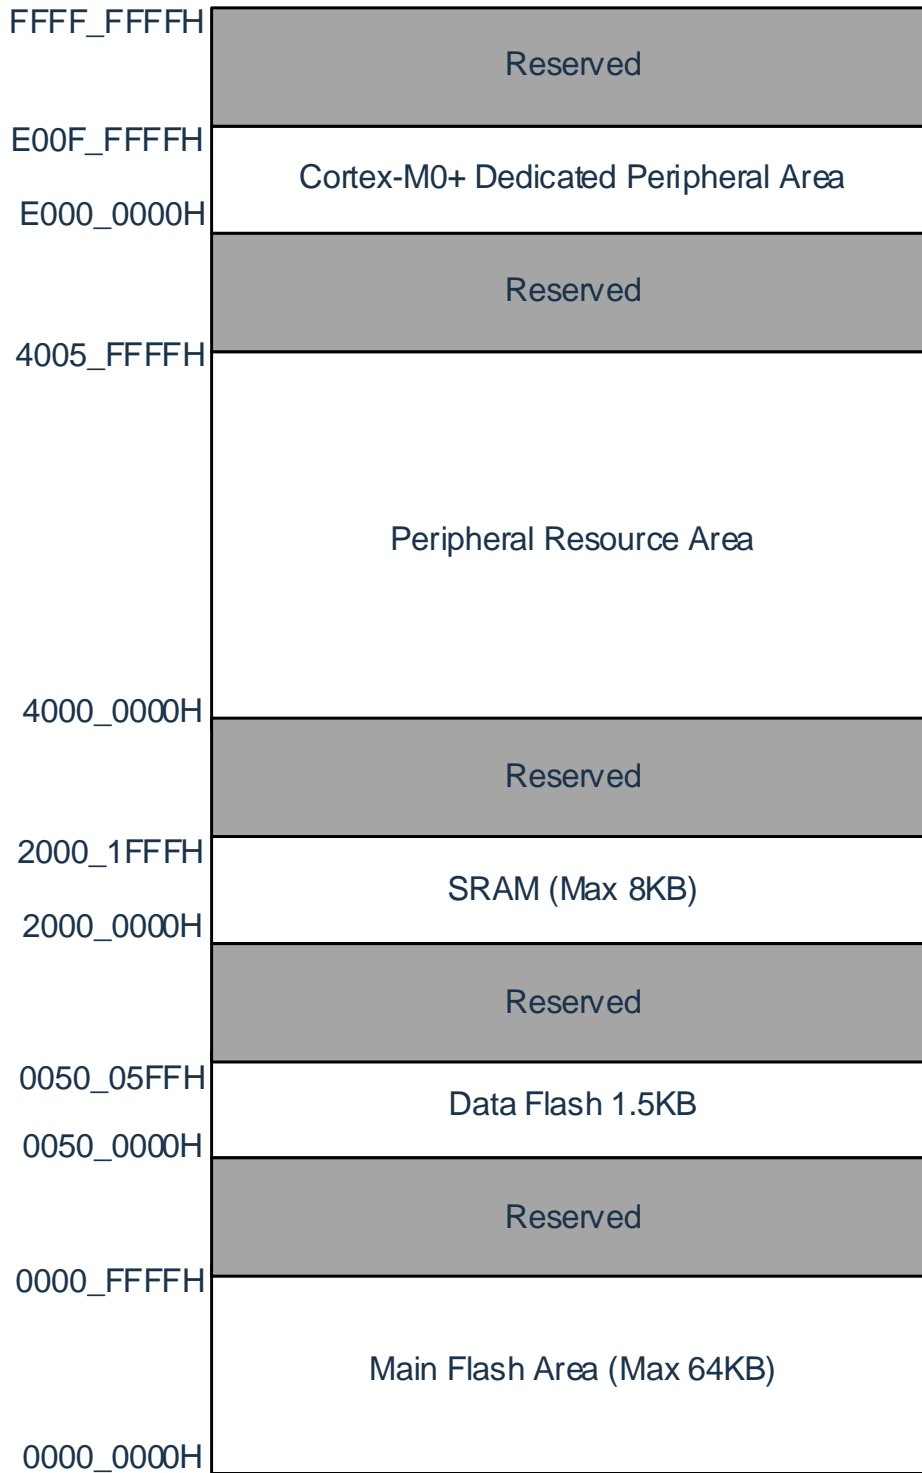 FFFF_FFFFH
Reserved
E00F_FFFFH
Cortex-M0+ Dedicated Peripheral Area
E000_0000H
Reserved
4005_FFFFH
Peripheral Resource Area
4000_0000H
Reserved
2000_1FFFH
SRAM (Max 8KB)
2000_0000H
Reserved
0050_05FFH
Data Flash 1.5KB
0050_0000H
Reserved
0000_FFFFH
Main Flash Area (Max 64KB)
0000_0000H